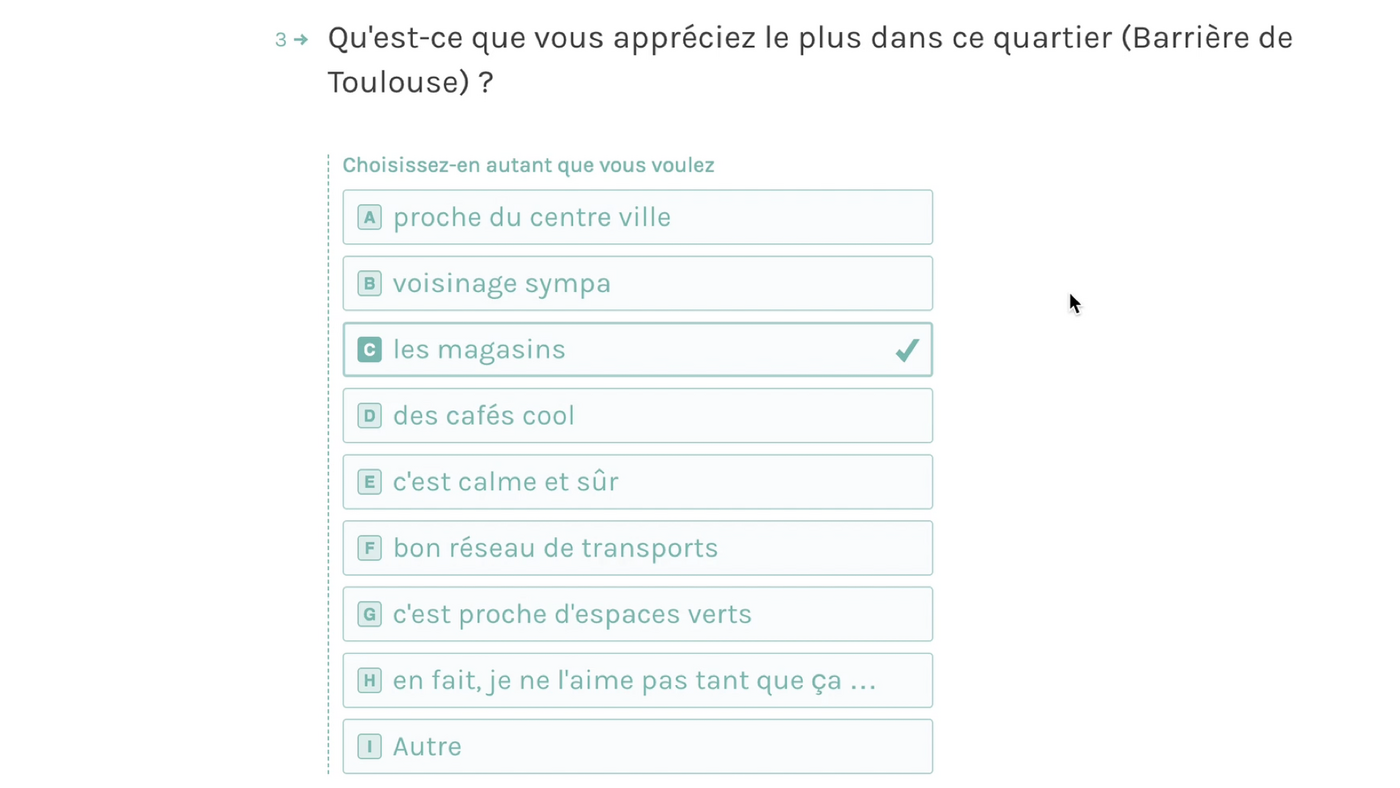 3 → Qu'est-ce que vous appréciez le plus dans ce quartier (Barrière de
Toulouse) ?
Choisissez-en autant que vous voulez
A proche du centre ville
B voisinage sympa
C les magasins ✓
D des cafés cool
E c'est calme et sûr
F bon réseau de transports
G c'est proche d'espaces verts
H en fait, je ne l'aime pas tant que ça ...
I Autre